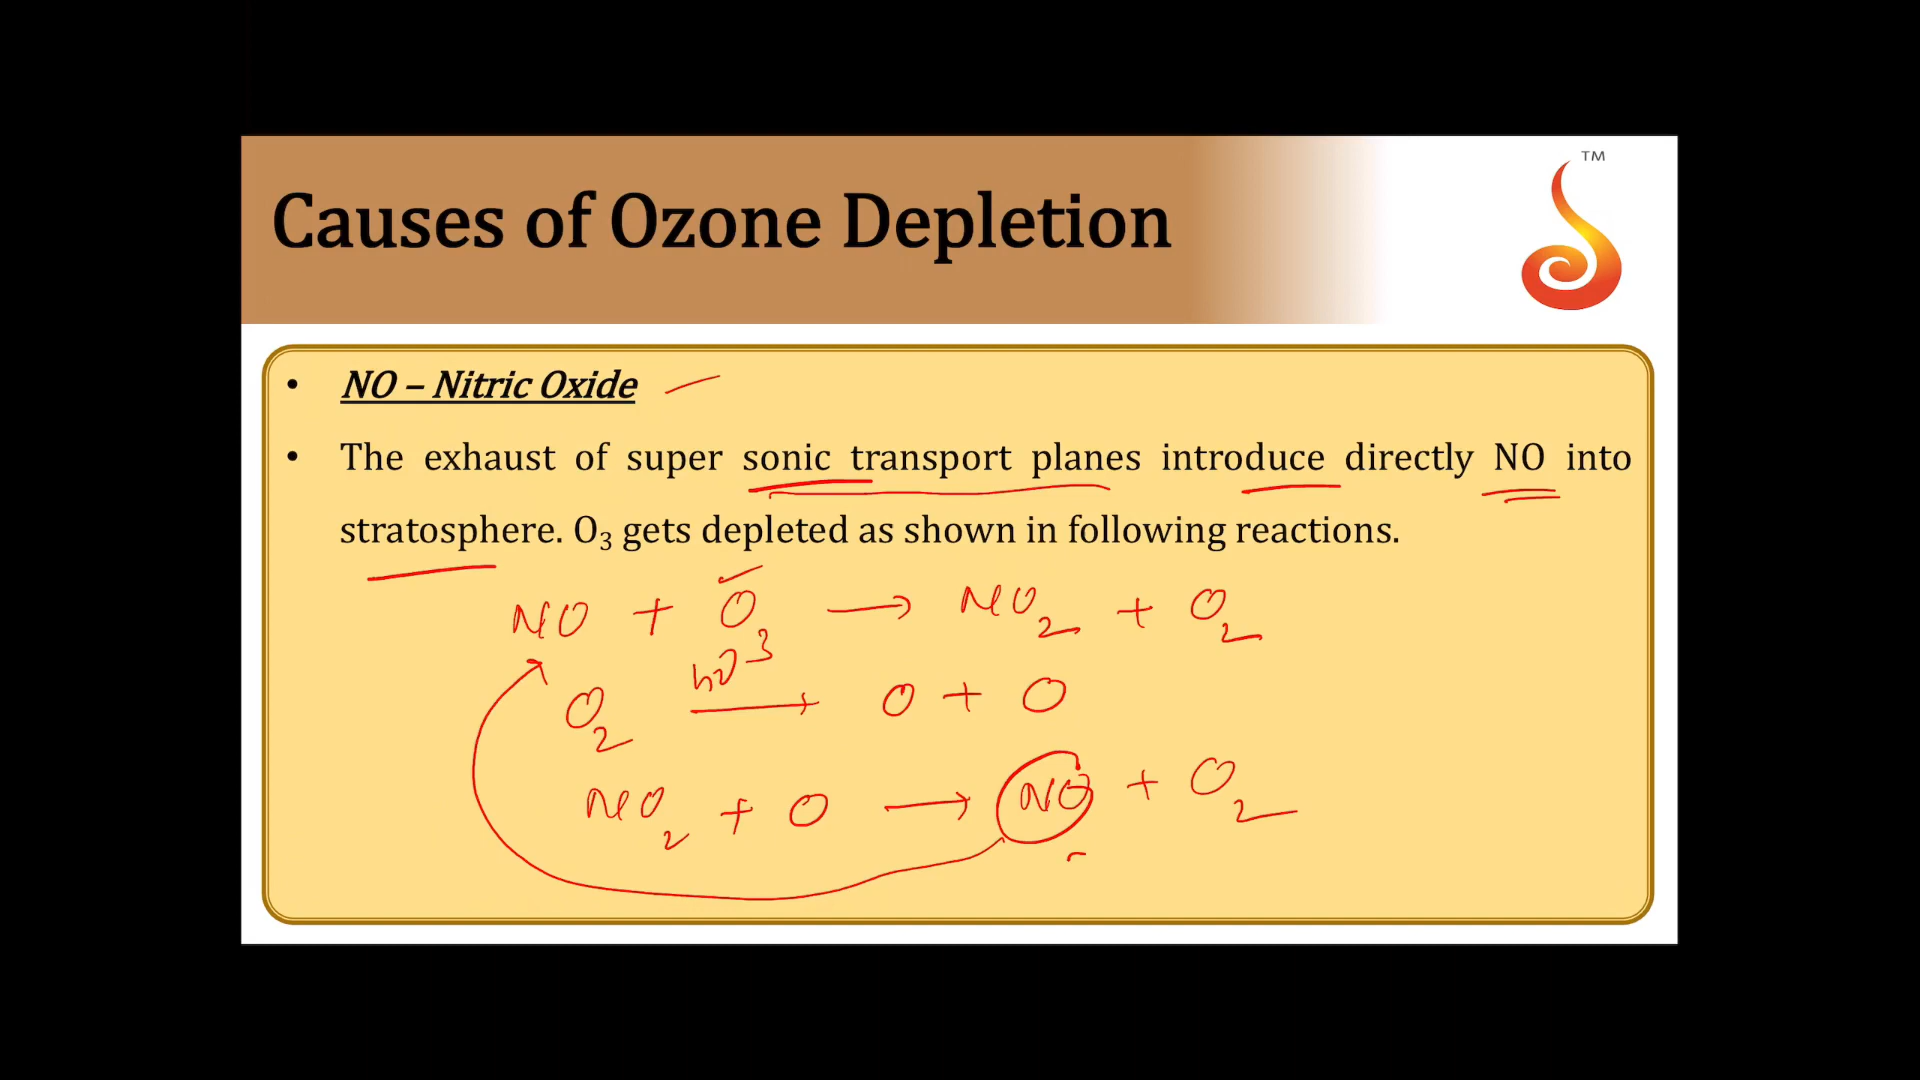 TM
Causes of Ozone Depletion
• NO – Nitric Oxide
• The exhaust of super sonic transport planes introduce directly NO into
stratosphere. O₃ gets depleted as shown in following reactions.
NO + O₃ → NO₂ + O₂
O₂ hν → O + O
NO₂ + O → NO + O₂